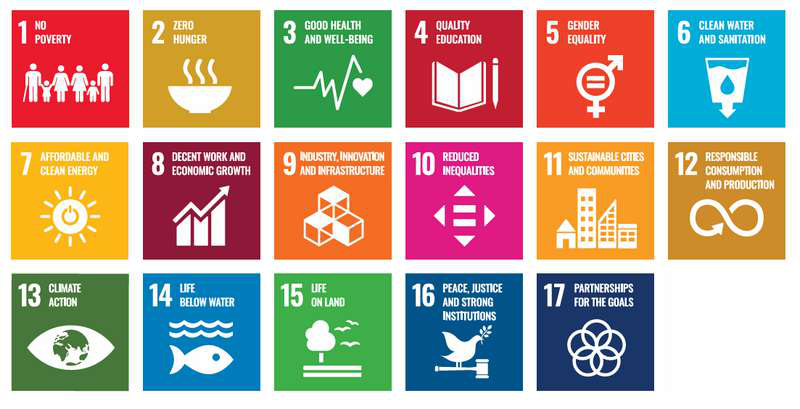 1 NO
POVERTY
2 ZERO
HUNGER
3 GOOD HEALTH
AND WELL-BEING
4 QUALITY
EDUCATION
5 GENDER
EQUALITY
6 CLEAN WATER
AND SANITATION
7 AFFORDABLE AND
CLEAN ENERGY
8 DECENT WORK AND
ECONOMIC GROWTH
9 INDUSTRY, INNOVATION
AND INFRASTRUCTURE
10 REDUCED
INEQUALITIES
11 SUSTAINABLE CITIES
AND COMMUNITIES
12 RESPONSIBLE
CONSUMPTION
AND PRODUCTION
13 CLIMATE
ACTION
14 LIFE
BELOW WATER
15 LIFE
ON LAND
16 PEACE, JUSTICE
AND STRONG
INSTITUTIONS
17 PARTNERSHIPS
FOR THE GOALS